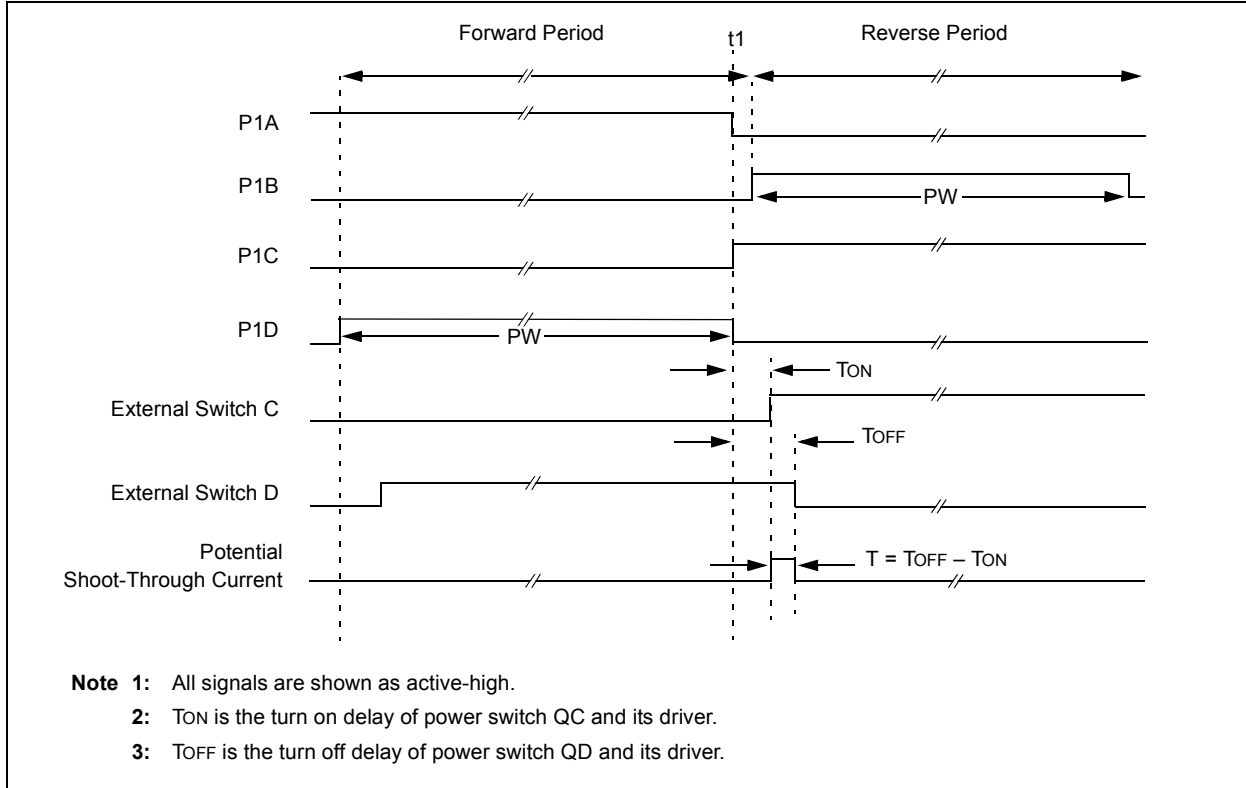 Forward Period
t1
Reverse Period
P1A
P1B
PW
P1C
P1D
PW
TON
External Switch C
TOFF
External Switch D
Potential
Shoot-Through Current
T = TOFF – TON
Note 1: All signals are shown as active-high.
2: TON is the turn on delay of power switch QC and its driver.
3: TOFF is the turn off delay of power switch QD and its driver.